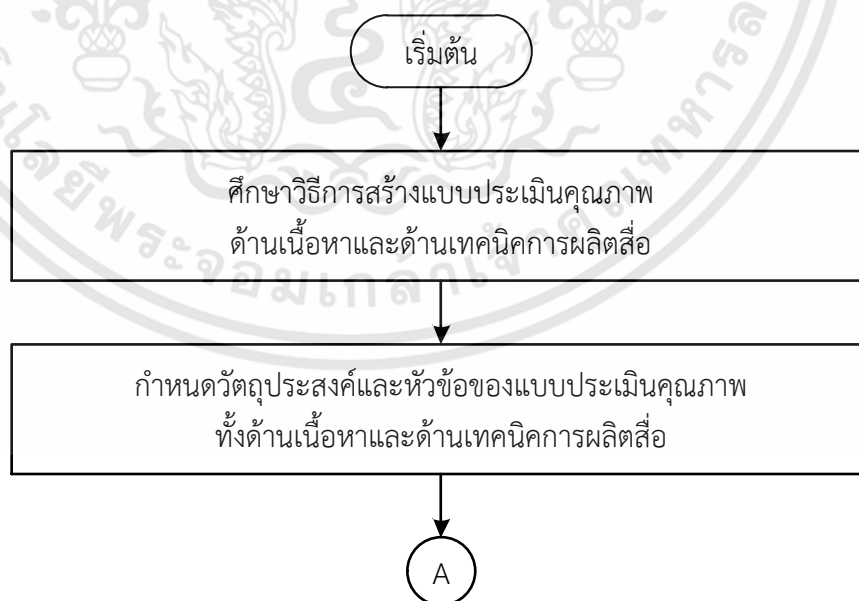 เริ่มต้น
ศึกษาวิธีการสร้างแบบประเมินคุณภาพ
ด้านเนื้อหาและด้านเทคนิคการผลิตสื่อ
กำหนดวัตถุประสงค์และหัวข้อของแบบประเมินคุณภาพ
ทั้งด้านเนื้อหาและด้านเทคนิคการผลิตสื่อ
A